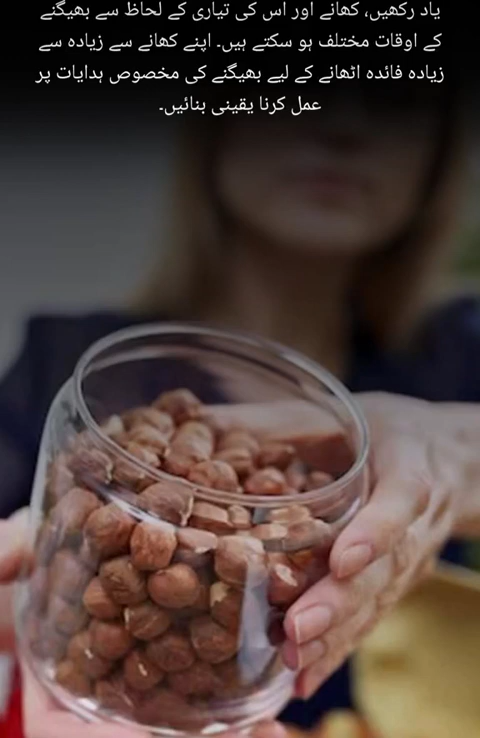 یاد رکھیں، کھانے اور اس کی تیاری کے لحاظ سے بھیگنے
کے اوقات مختلف ہو سکتے ہیں۔ اپنے کھانے سے زیادہ سے
زیادہ فائدہ اٹھانے کے لیے بھیگنے کی مخصوص ہدایات پر
عمل کرنا یقینی بنائیں۔